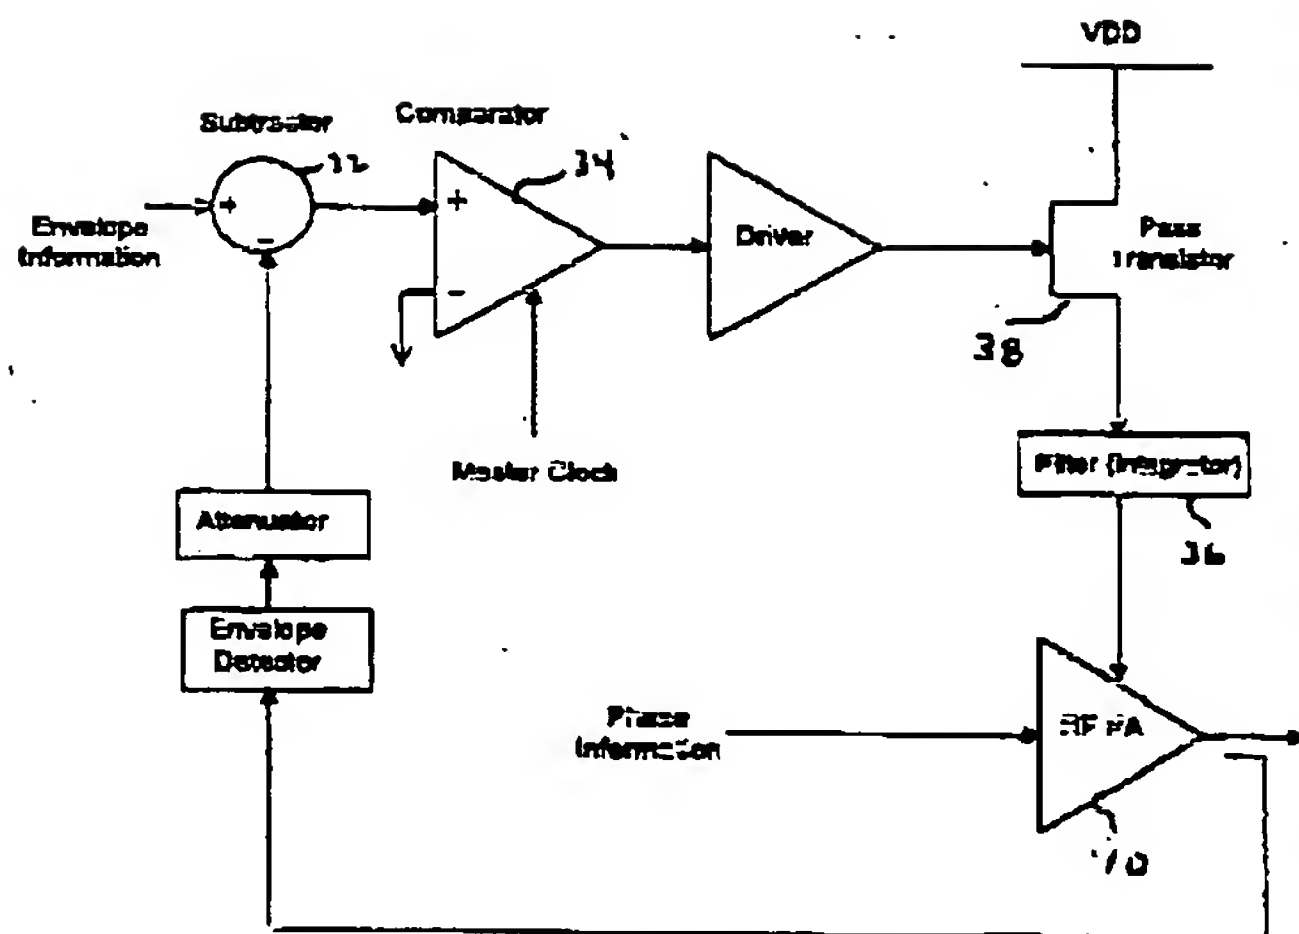 VDD
Subtractor
Comparator
34
+
-
Envelope
Information
+
-
Driver
Pass
Transistor
38
Master Clock
Filter (Integrator)
36
Attenuator
Envelope
Detector
Phase
Information
RF PA